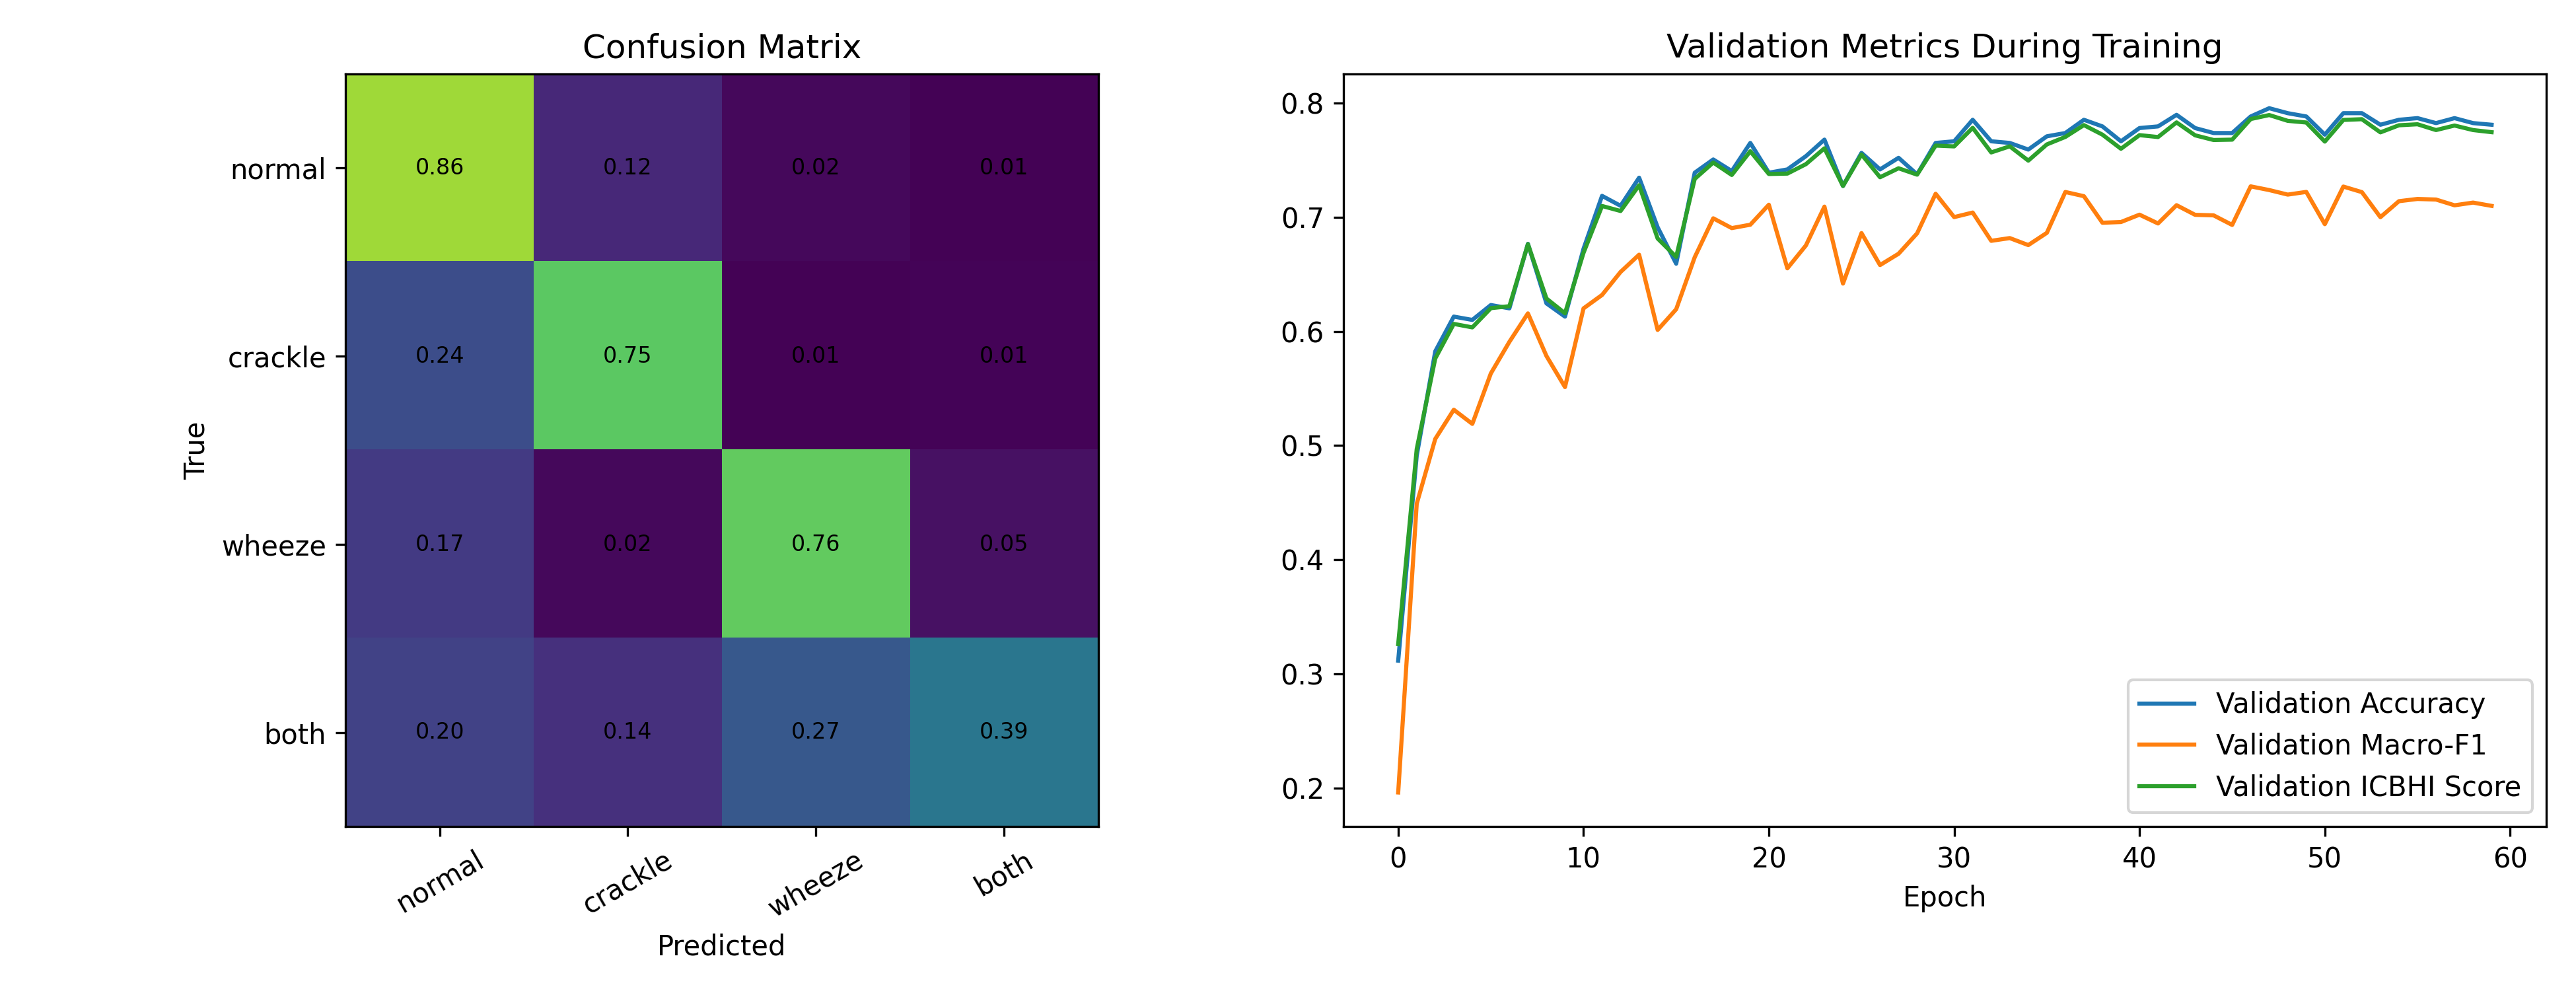 Confusion Matrix
normal
0.86 0.12 0.02 0.01
crackle
0.24 0.75 0.01 0.01
wheeze
0.17 0.02 0.76 0.05
both
0.20 0.14 0.27 0.39
True
normal crackle wheeze both
Predicted
Validation Metrics During Training
0.8
0.7
0.6
0.5
0.4
0.3
0.2
Validation Accuracy
Validation Macro-F1
Validation ICBHI Score
0 10 20 30 40 50 60
Epoch